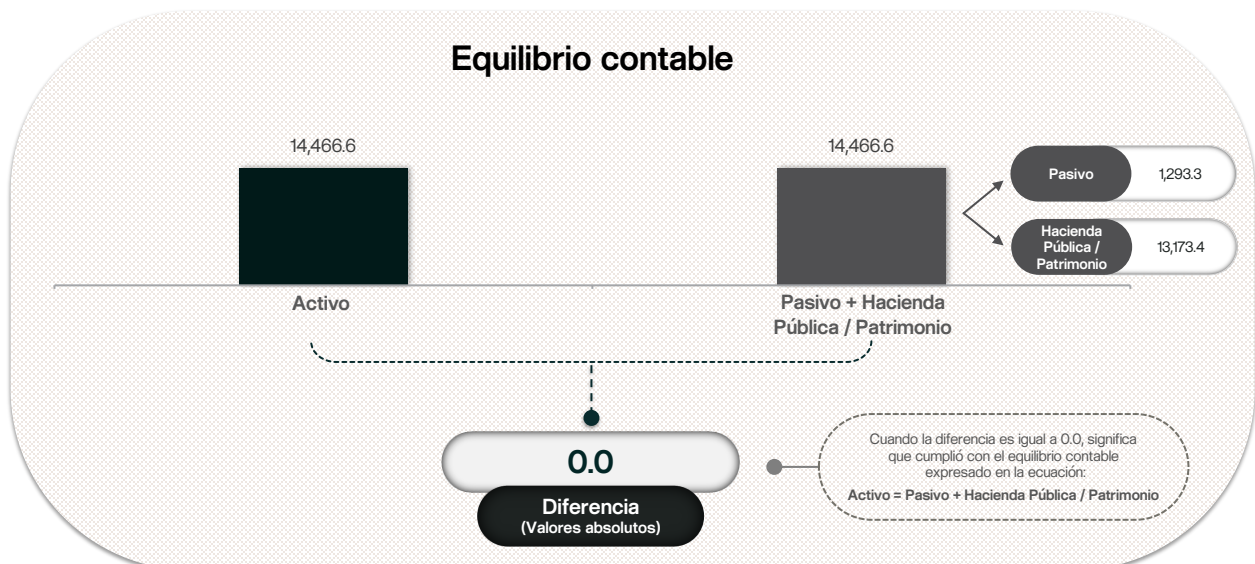 Equilibrio contable
14,466.6
14,466.6
Pasivo
1,293.3
Hacienda
Pública /
Patrimonio
13,173.4
Activo
Pasivo + Hacienda
Pública / Patrimonio
0.0
Diferencia
(Valores absolutos)
Cuando la diferencia es igual a 0.0, significa
que cumplió con el equilibrio contable
expresado en la ecuación:
Activo = Pasivo + Hacienda Pública / Patrimonio